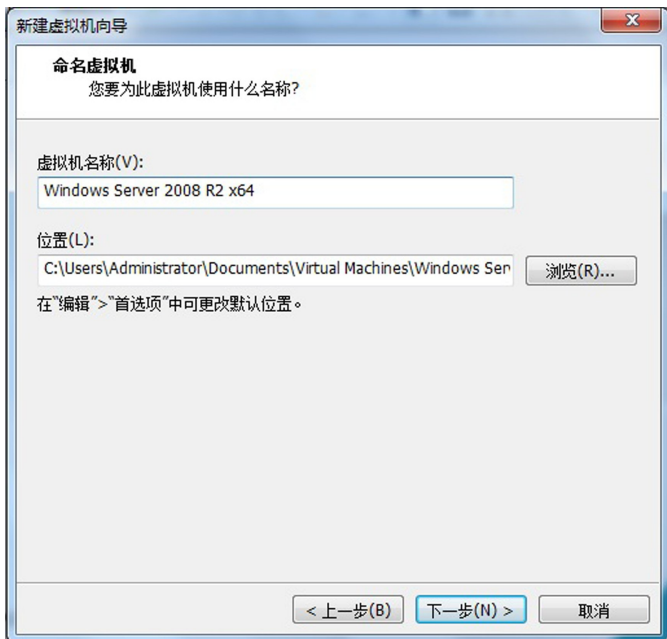 新建虚拟机向导
命名虚拟机
您要为此虚拟机使用什么名称?
虚拟机名称(V):
Windows Server 2008 R2 x64
位置(L):
C:\Users\Administrator\Documents\Virtual Machines\Windows Ser
浏览(R)...
在“编辑”>“首选项”中可更改默认位置。
< 上一步(B) 下一步(N) > 取消